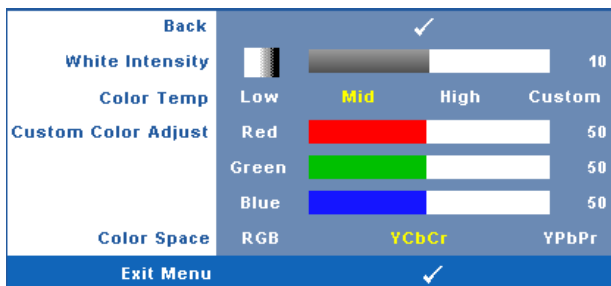 Back
White Intensity 10
Color Temp Low Mid High Custom
Custom Color Adjust Red 50
Green 50
Blue 50
Color Space RGB YCbCr YPbPr
Exit Menu